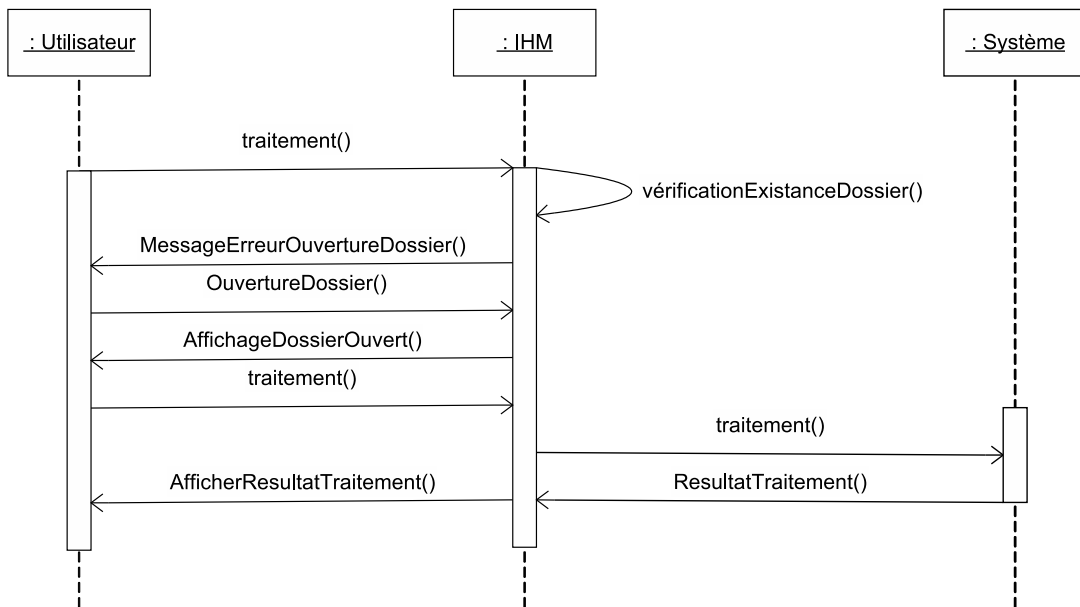 : Utilisateur
: IHM
: Système
traitement()
vérificationExistanceDossier()
MessageErreurOuvertureDossier()
OuvertureDossier()
AffichageDossierOuvert()
traitement()
traitement()
AfficherResultatTraitement()
ResultatTraitement()